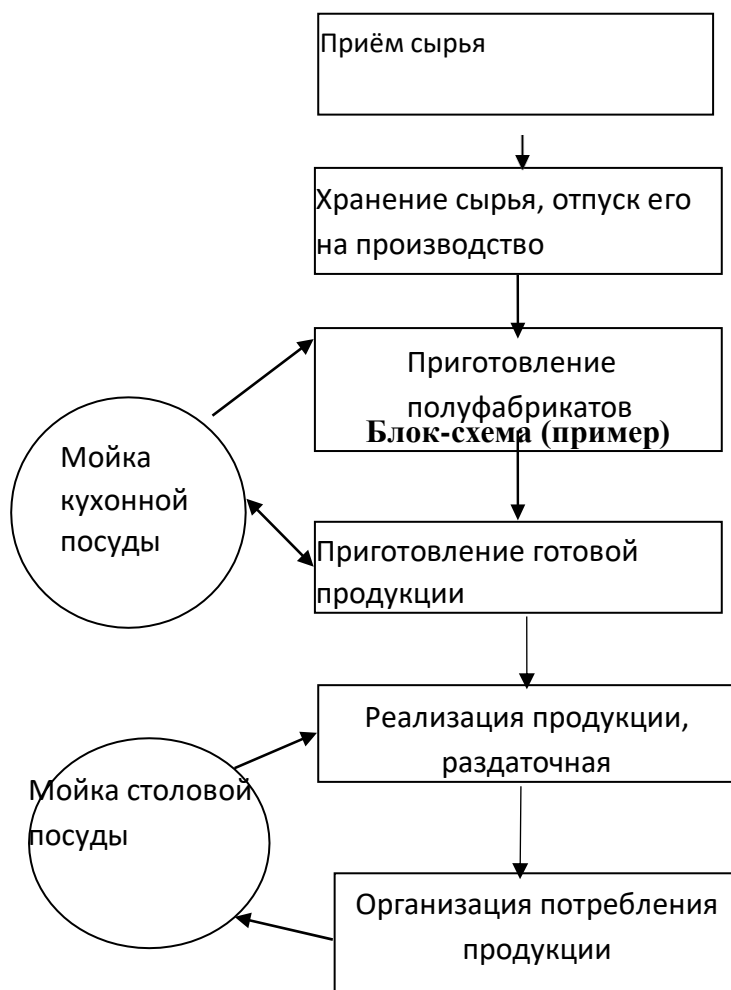 Приём сырья
Хранение сырья, отпуск его
на производство
Приготовление
полуфабрикатов
Блок-схема (пример)
Мойка
кухонной
посуды
Приготовление готовой
продукции
Реализация продукции,
раздаточная
Мойка столовой
посуды
Организация потребления
продукции